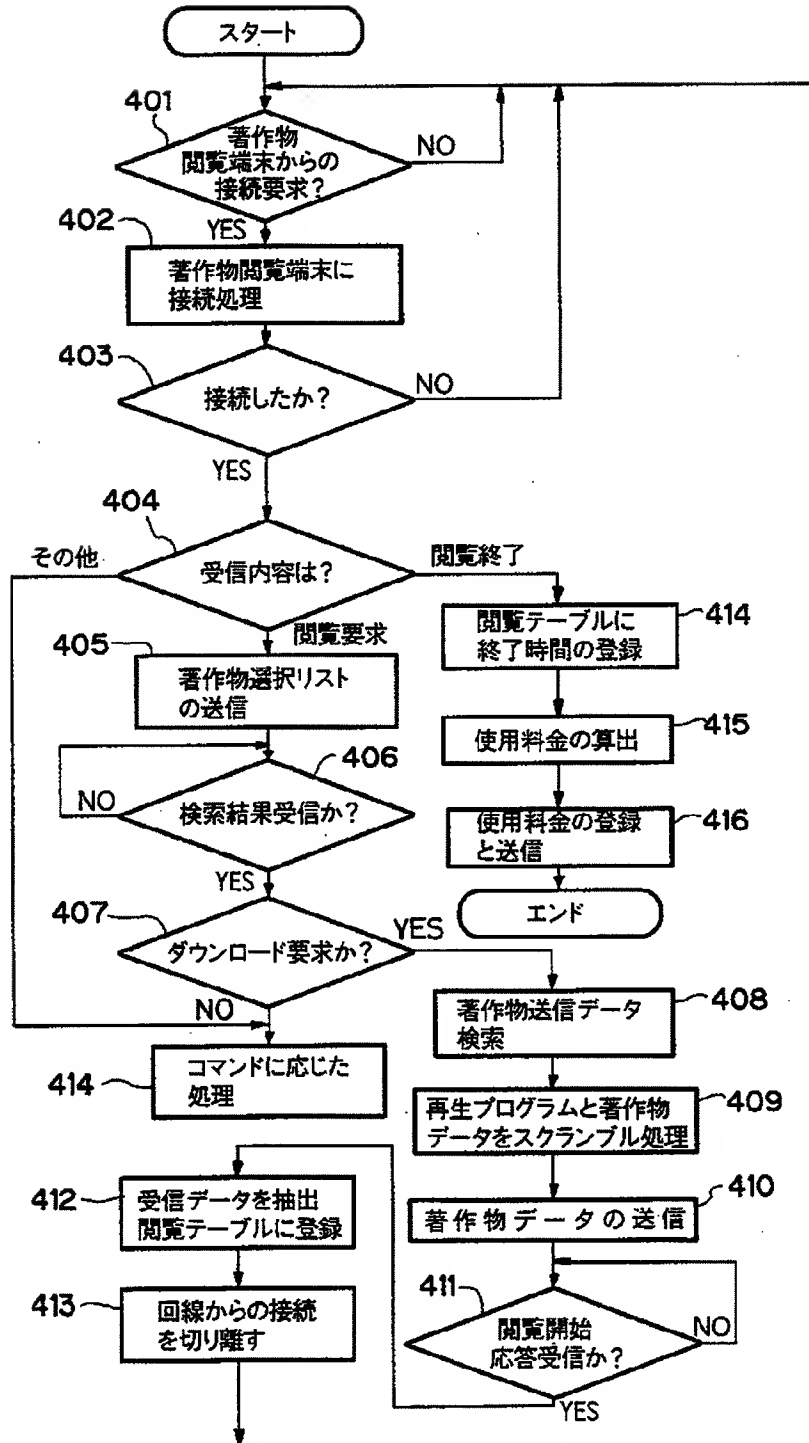 スタート
401
著作物
閲覧端末からの
接続要求?
NO
YES
402
著作物閲覧端末に
接続処理
403
接続したか?
NO
YES
404
その他
受信内容は?
閲覧終了
閲覧要求
405
著作物選択リスト
の送信
414
閲覧テーブルに
終了時間の登録
415
使用料金の算出
406
NO
検索結果受信か?
YES
416
使用料金の登録
と送信
エンド
407
ダウンロード要求か?
YES
NO
408
著作物送信データ
検索
414
コマンドに応じた
処理
409
再生プログラムと著作物
データをスクランブル処理
410
著作物データの送信
412
受信データを抽出
閲覧テーブルに登録
411
閲覧開始
応答受信か?
NO
YES
413
回線からの接続
を切り離す